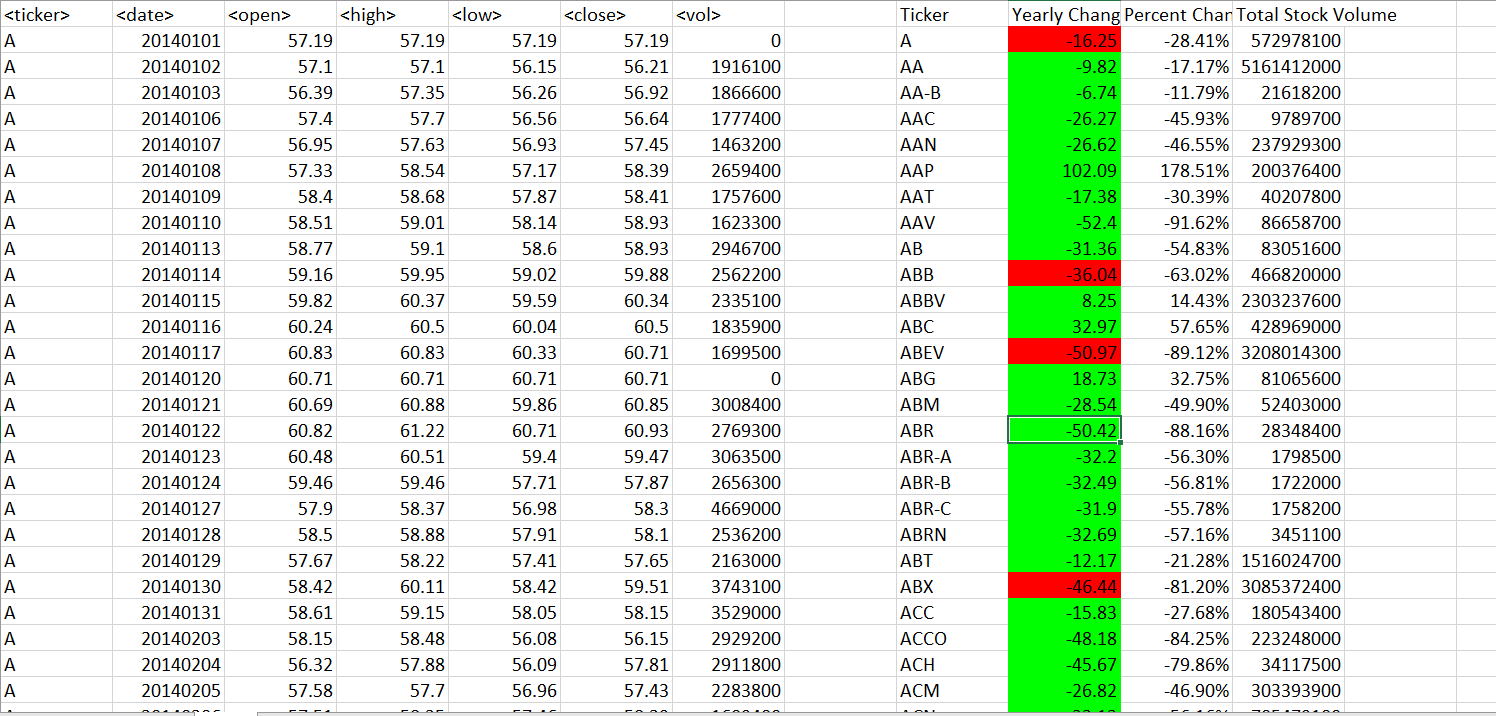 <ticker> <date> <open> <high> <low> <close> <vol> Ticker Yearly Chang Percent Char Total Stock Volume
A 20140101 57.19 57.19 57.19 57.19 0 A -16.25 -28.41% 572978100
A 20140102 57.1 57.1 56.15 56.21 1916100 AA -9.82 -17.17% 5161412000
A 20140103 56.39 57.35 56.26 56.92 1866600 AA-B -6.74 -11.79% 21618200
A 20140106 57.4 57.7 56.56 56.64 1777400 AAC -26.27 -45.93% 9789700
A 20140107 56.95 57.63 56.93 57.45 1463200 AAN -26.62 -46.55% 237929300
A 20140108 57.33 58.54 57.17 58.39 2659400 AAP 102.09 178.51% 200376400
A 20140109 58.4 58.68 57.87 58.41 1757600 AAT -17.38 -30.39% 40207800
A 20140110 58.51 59.01 58.14 58.93 1623300 AAV -52.4 -91.62% 86658700
A 20140113 58.77 59.1 58.6 58.93 2946700 AB -31.36 -54.83% 83051600
A 20140114 59.16 59.95 59.02 59.88 2562200 ABB -36.04 -63.02% 466820000
A 20140115 59.82 60.37 59.59 60.34 2335100 ABBV 8.25 14.43% 2303237600
A 20140116 60.24 60.5 60.04 60.5 1835900 ABC 32.97 57.65% 428969000
A 20140117 60.83 60.83 60.33 60.71 1699500 ABEV -50.97 -89.12% 3208014300
A 20140120 60.71 60.71 60.71 60.71 0 ABG 18.73 32.75% 81065600
A 20140121 60.69 60.88 59.86 60.85 3008400 ABM -28.54 -49.90% 52403000
A 20140122 60.82 61.22 60.71 60.93 2769300 ABR -50.42 -88.16% 28348400
A 20140123 60.48 60.51 59.4 59.47 3063500 ABR-A -32.2 -56.30% 1798500
A 20140124 59.46 59.46 57.71 57.87 2656300 ABR-B -32.49 -56.81% 1722000
A 20140127 57.9 58.37 56.98 58.3 4669000 ABR-C -31.9 -55.78% 1758200
A 20140128 58.5 58.88 57.91 58.1 2536200 ABRN -32.69 -57.16% 3451100
A 20140129 57.67 58.22 57.41 57.65 2163000 ABT -12.17 -21.28% 1516024700
A 20140130 58.42 60.11 58.42 59.51 3743100 ABX -46.44 -81.20% 3085372400
A 20140131 58.61 59.15 58.05 58.15 3529000 ACC -15.83 -27.68% 180543400
A 20140203 58.15 58.48 56.08 56.15 2929200 ACCO -48.18 -84.25% 223248000
A 20140204 56.32 57.88 56.09 57.81 2911800 ACH -45.67 -79.86% 34117500
A 20140205 57.58 57.7 56.96 57.43 2283800 ACM -26.82 -46.90% 303393900